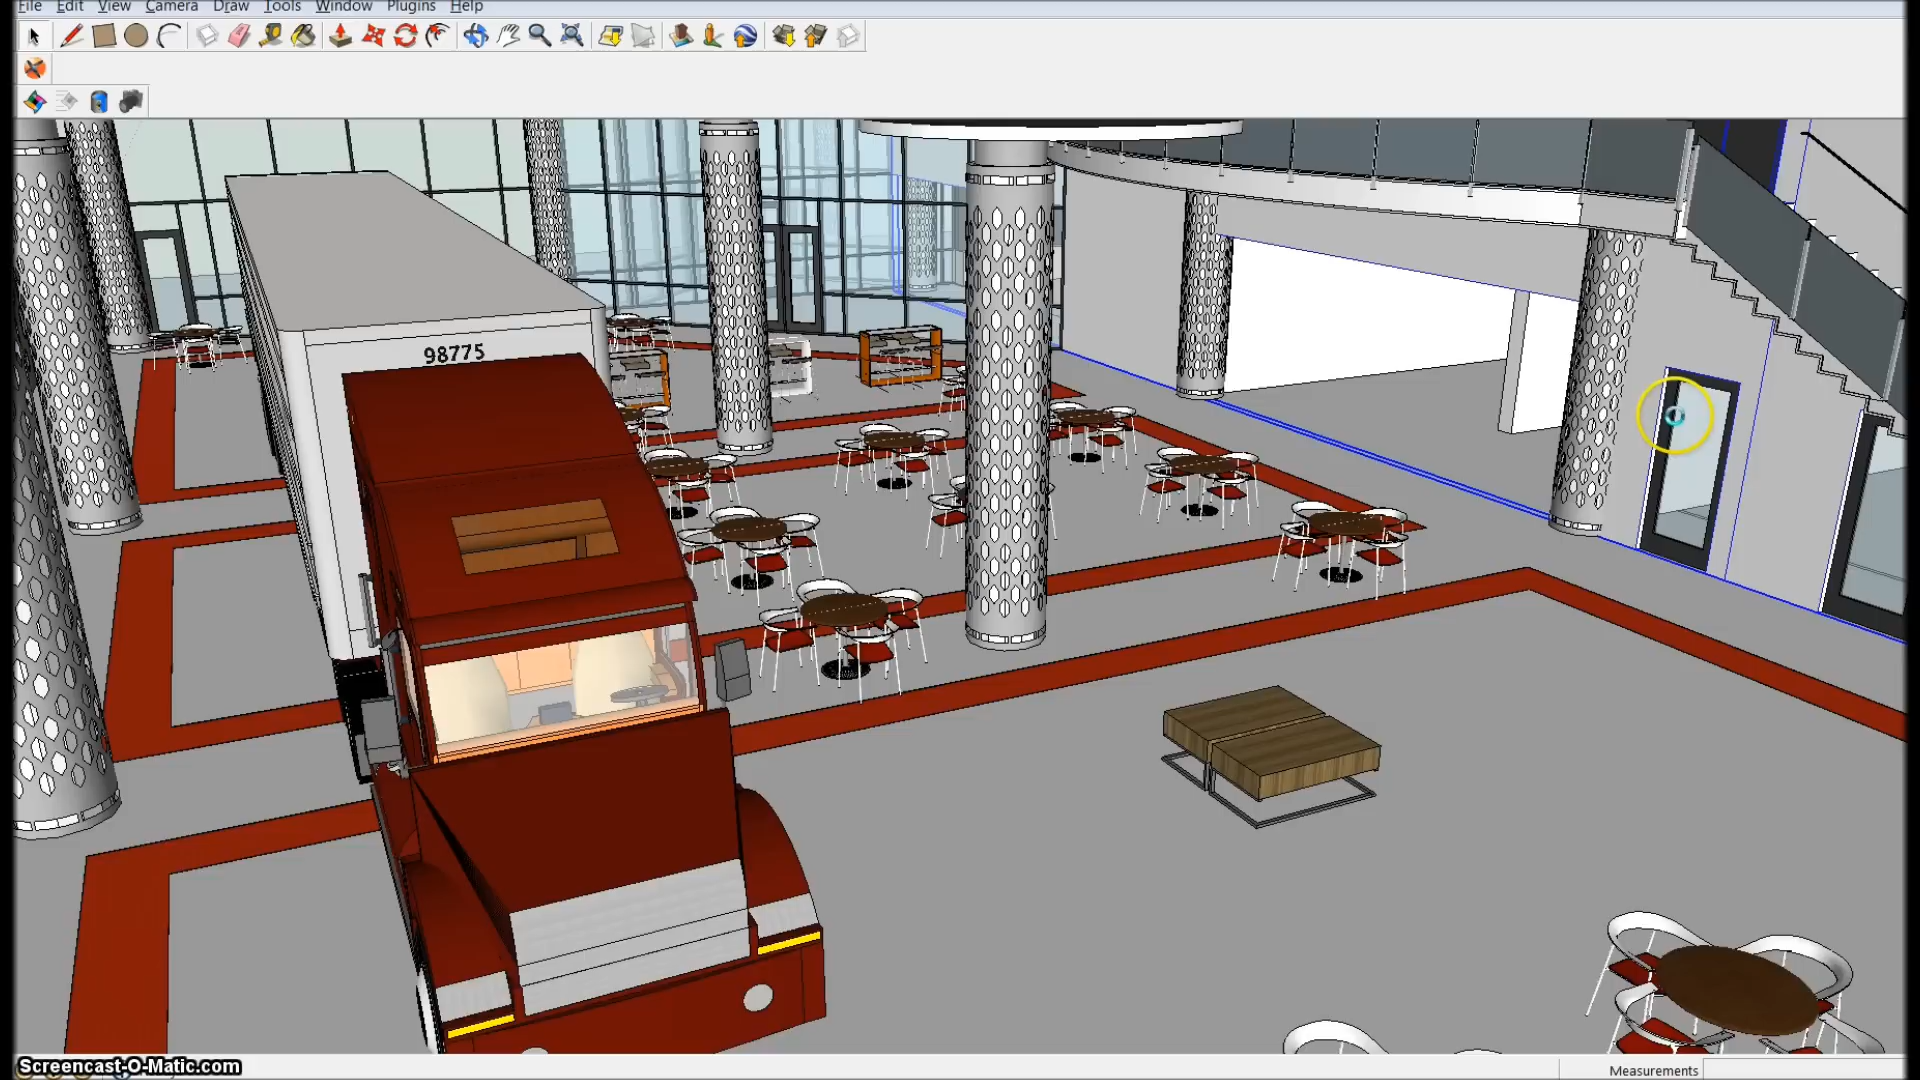 File Edit View Camera Draw Tools Window Plugins Help
98775
Screencast-O-Matic.com
Measurements